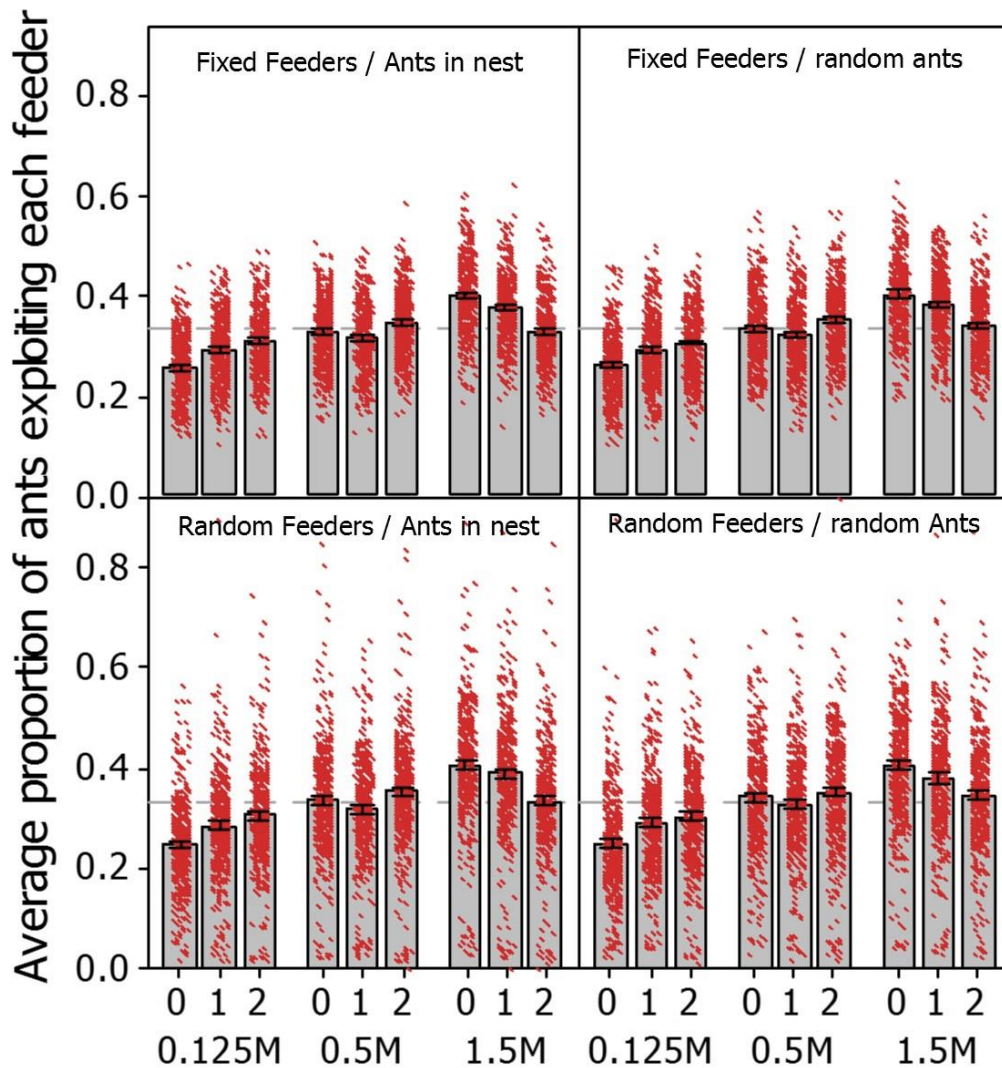 Average proportion of ants exploiting each feeder
Fixed Feeders / Ants in nest
Fixed Feeders / random ants
0.8
0.6
0.4
0.2
0.0
Random Feeders / Ants in nest
Random Feeders / random Ants
0.8
0.6
0.4
0.2
0.0
0 1 2 0 1 2 0 1 2 0 1 2 0 1 2 0 1 2
0.125M 0.5M 1.5M 0.125M 0.5M 1.5M